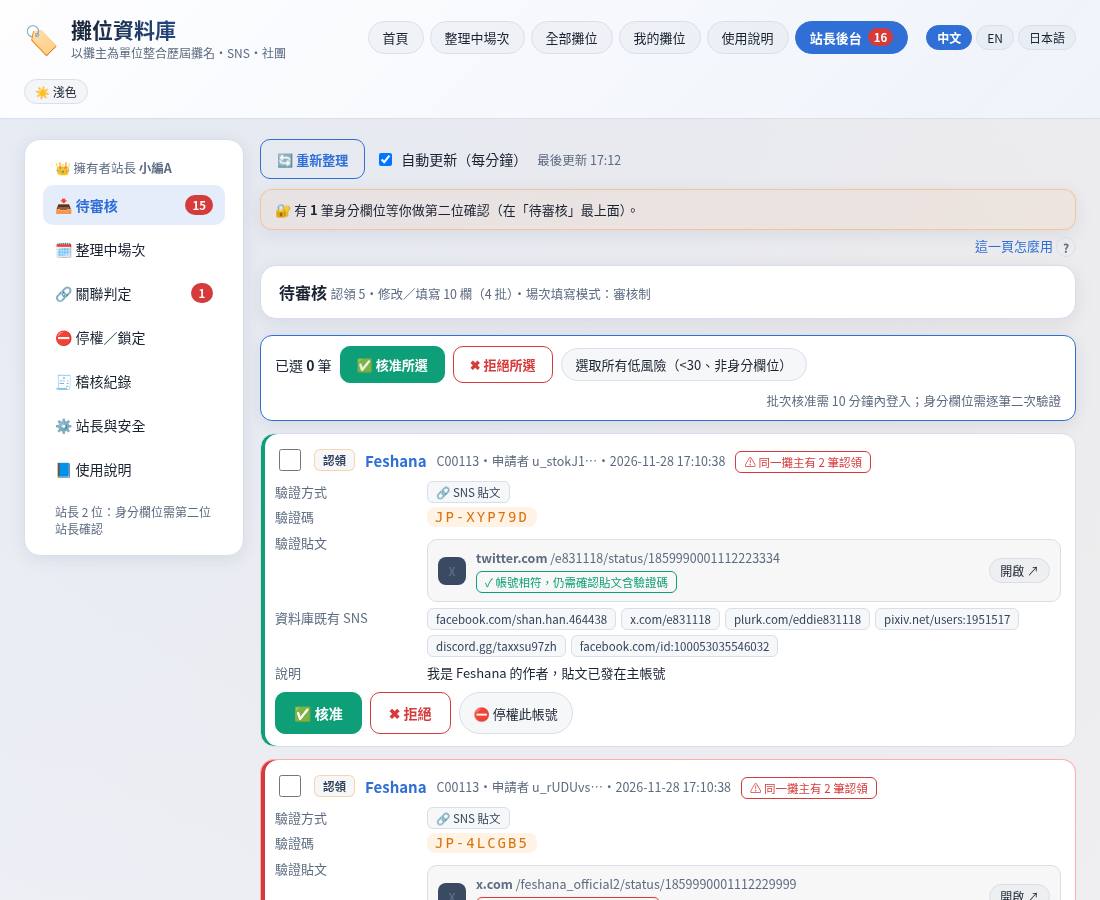 攤位資料庫
以攤主為單位整合歷屆攤名・SNS・社團
首頁
整理中場次
全部攤位
我的攤位
使用說明
站長後台 16
中文
EN
日本語
☀️ 淺色
👑 擁有者站長 小編A
📥 待審核 15
🗓️ 整理中場次
🔗 關聯判定 1
⛔ 停權／鎖定
🧾 稽核紀錄
⚙️ 站長與安全
📘 使用說明
站長 2 位：身分欄位需第二位
站長確認
🔄 重新整理
自動更新（每分鐘）
最後更新 17:12
🔐 有 1 筆身分欄位等你做第二位確認（在「待審核」最上面）。
這一頁怎麼用 ?
待審核 認領 5・修改／填寫 10 欄（4 批）・場次填寫模式：審核制
已選 0 筆
✅ 核准所選
✖ 拒絕所選
選取所有低風險（<30、非身分欄位）
批次核准需 10 分鐘內登入；身分欄位需逐筆二次驗證
認領 Feshana C00113・申請者 u_stokJ1…・2026-11-28 17:10:38 ⚠ 同一攤主有 2 筆認領
驗證方式 🔗 SNS 貼文
驗證碼 JP-XYP79D
驗證貼文
X
twitter.com /e831118/status/1859990001112223334
✓ 帳號相符，仍需確認貼文含驗證碼
開啟 ↗
資料庫既有 SNS facebook.com/shan.han.464438 x.com/e831118 plurk.com/eddie831118 pixiv.net/users:1951517
discord.gg/taxxsu97zh facebook.com/id:100053035546032
說明 我是 Feshana 的作者，貼文已發在主帳號
✅ 核准
✖ 拒絕
⛔ 停權此帳號
認領 Feshana C00113・申請者 u_rUDUvs…・2026-11-28 17:10:38 ⚠ 同一攤主有 2 筆認領
驗證方式 🔗 SNS 貼文
驗證碼 JP-4LCGB5
驗證貼文
X
x.com /feshana_official2/status/1859990001112229999
開啟 ↗